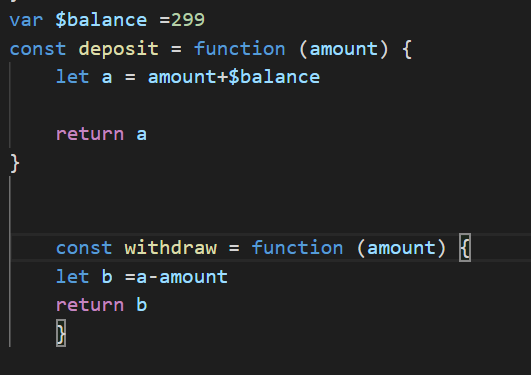 var $balance =299
const deposit = function (amount) {
    let a = amount+$balance

    return a
}


    const withdraw = function (amount) {
    let b =a-amount
    return b
    }